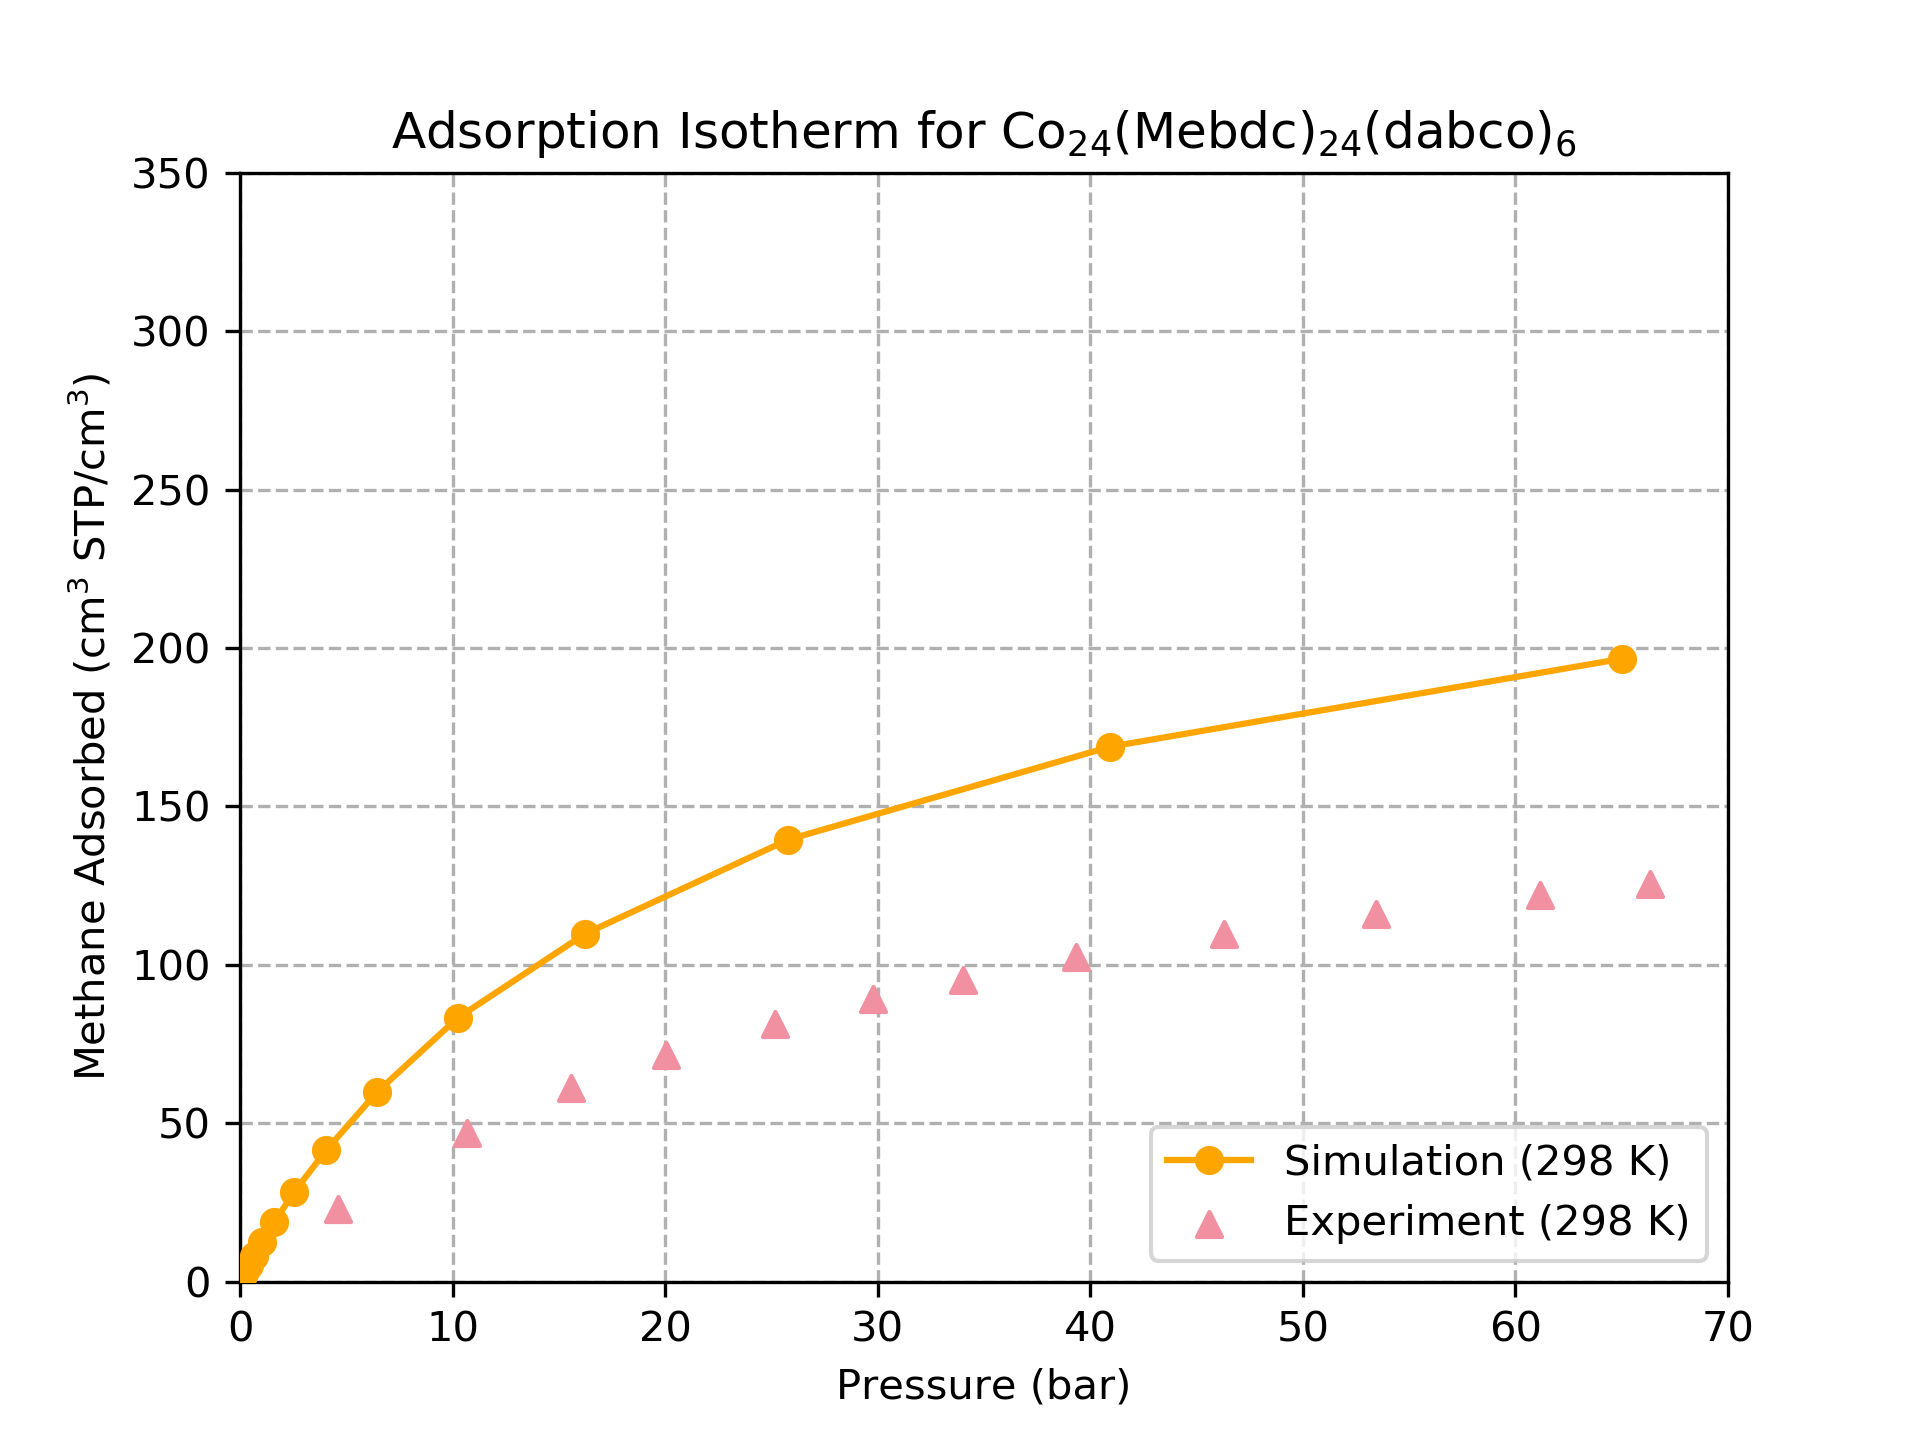 Adsorption Isotherm for Co₂₄(Mebdc)₂₄(dabco)₆
350
300
250
200
150
100
50
0
Methane Adsorbed (cm³ STP/cm³)
0 10 20 30 40 50 60 70
Pressure (bar)
Simulation (298 K)
Experiment (298 K)